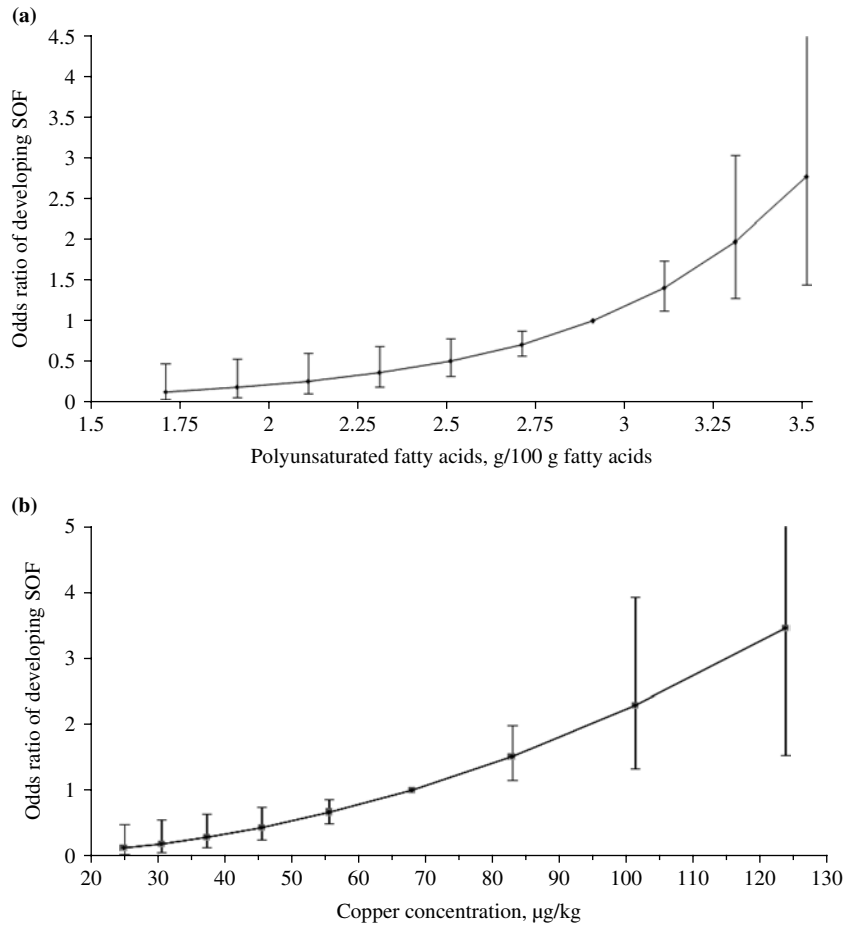 (a)
4.5
4
3.5
3
2.5
2
1.5
1
0.5
0
Odds ratio of developing SOF
1.5 1.75 2 2.25 2.5 2.75 3 3.25 3.5
Polyunsaturated fatty acids, g/100 g fatty acids
(b)
5
4
3
2
1
0
Odds ratio of developing SOF
20 30 40 50 60 70 80 90 100 110 120 130
Copper concentration, µg/kg